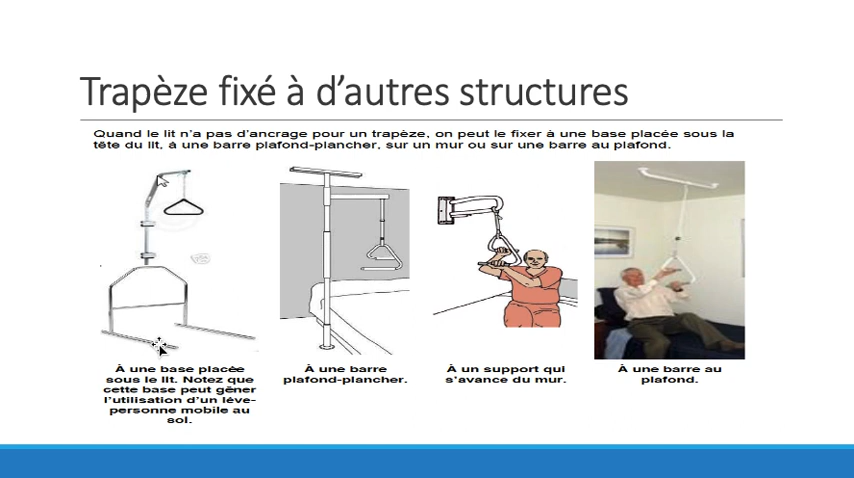 Trapèze fixé à d'autres structures
Quand le lit n'a pas d'ancrage pour un trapèze, on peut le fixer à une base placée sous la
tête du lit, à une barre plafond-plancher, sur un mur ou sur une barre au plafond.
À une base placée
sous le lit. Notez que
cette base peut gêner
l'utilisation d'un lève-
personne mobile au
sol.
À une barre
plafond-plancher.
À un support qui
s'avance du mur.
À une barre au
plafond.